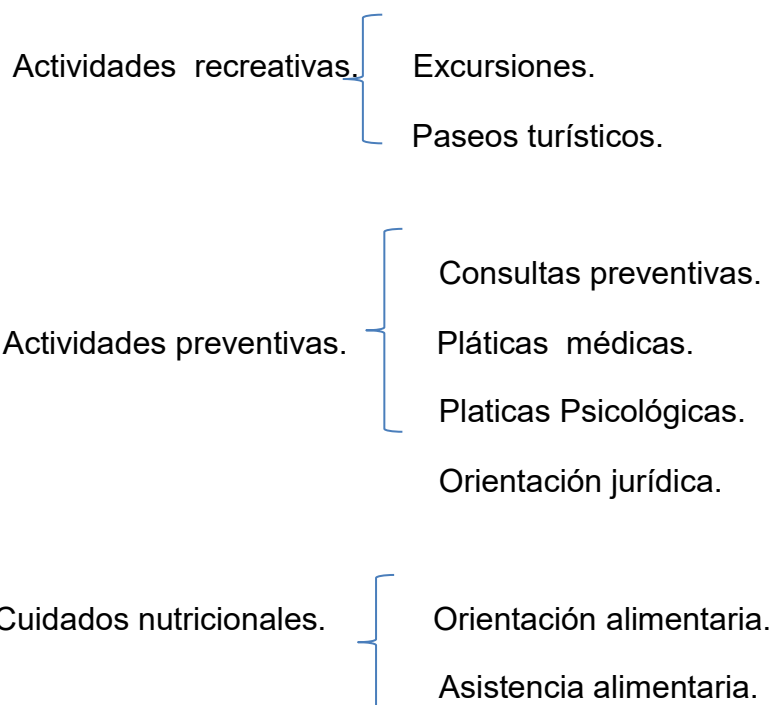 Actividades recreativas. Excursiones.
Paseos turísticos.
Consultas preventivas.
Actividades preventivas. Pláticas médicas.
Platicas Psicológicas.
Orientación jurídica.
Cuidados nutricionales. Orientación alimentaria.
Asistencia alimentaria.